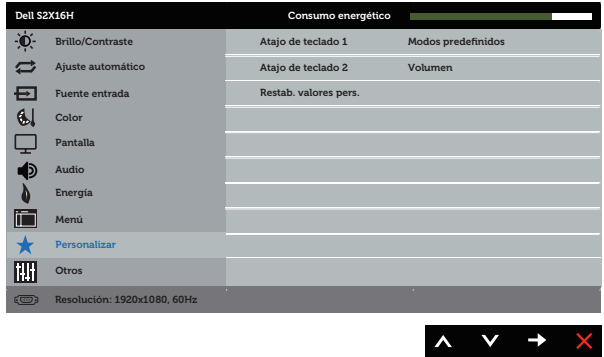 Dell S2X16H Consumo energético
Brillo/Contraste Atajo de teclado 1 Modos predefinidos
Ajuste automático Atajo de teclado 2 Volumen
Fuente entrada Restab. valores pers.
Color
Pantalla
Audio
Energía
Menú
Personalizar
Otros
Resolución: 1920x1080, 60Hz